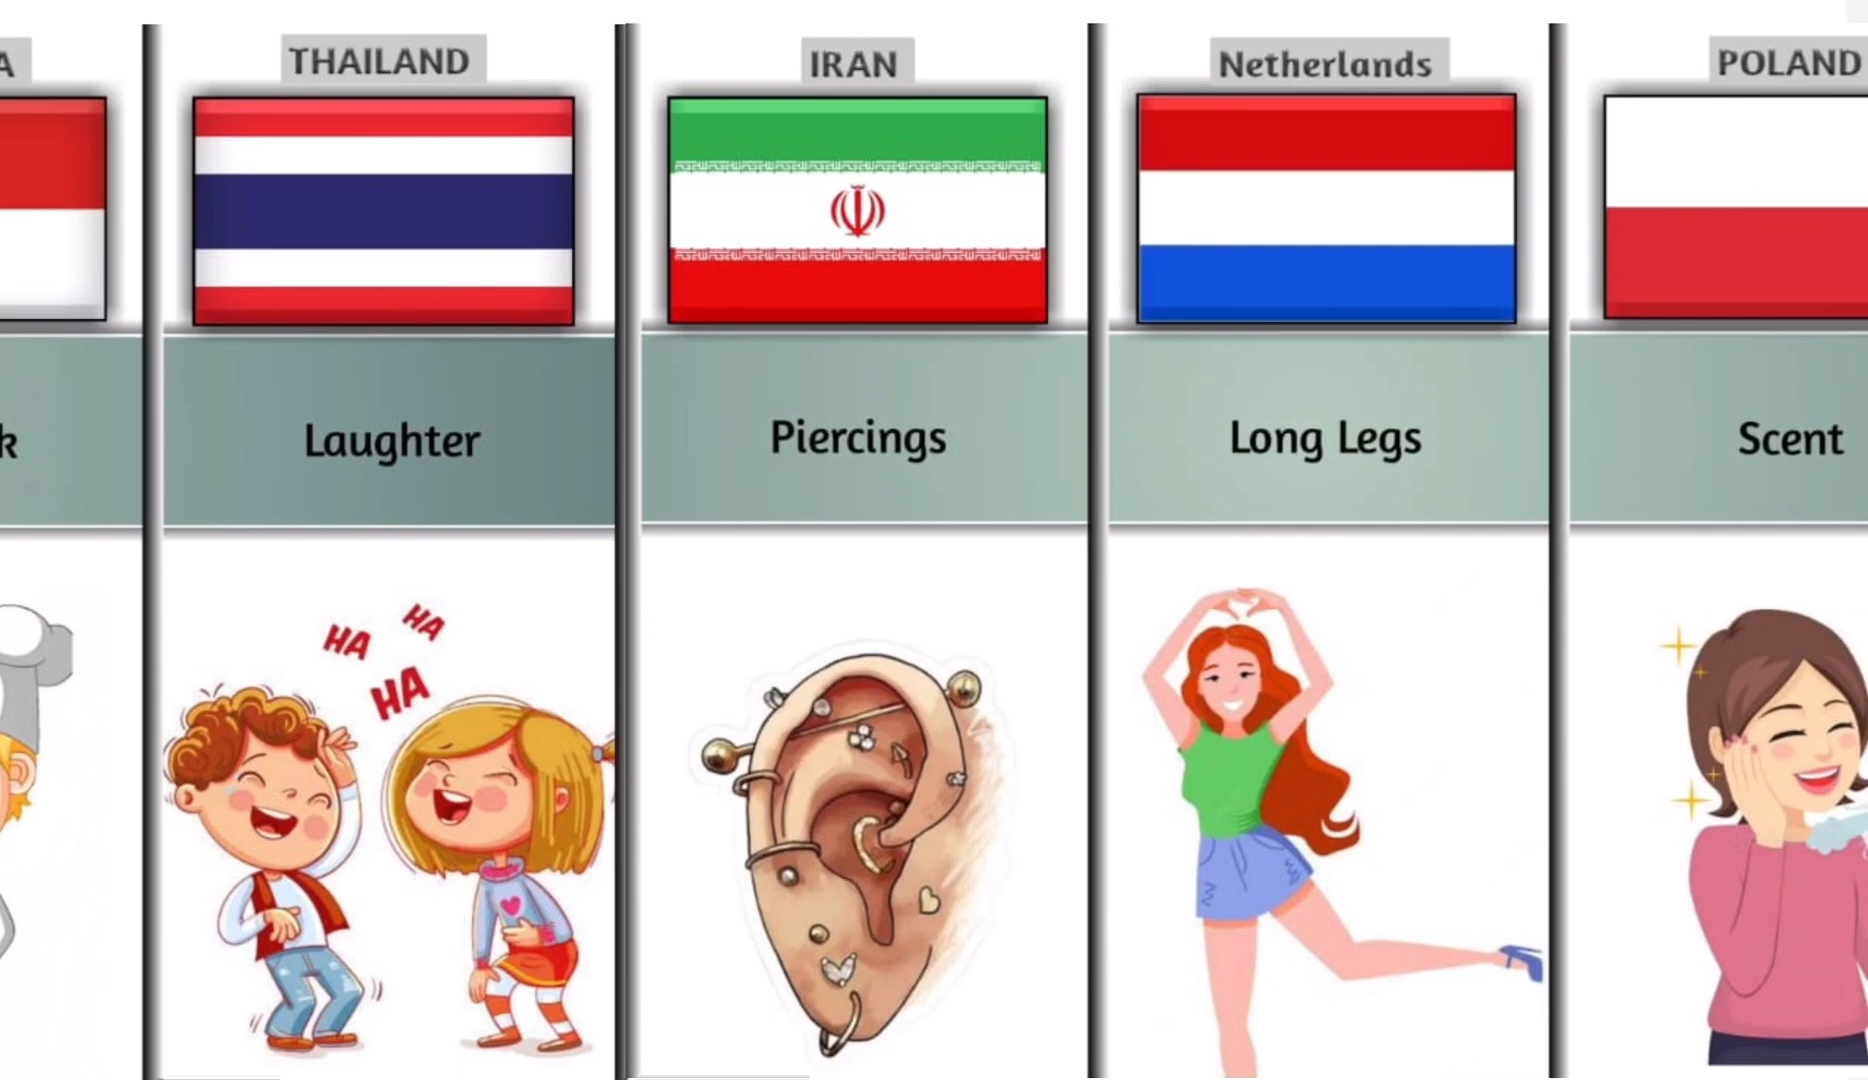 A
THAILAND
IRAN
Netherlands
POLAND
k
Laughter
Piercings
Long Legs
Scent
HA
HA
HA